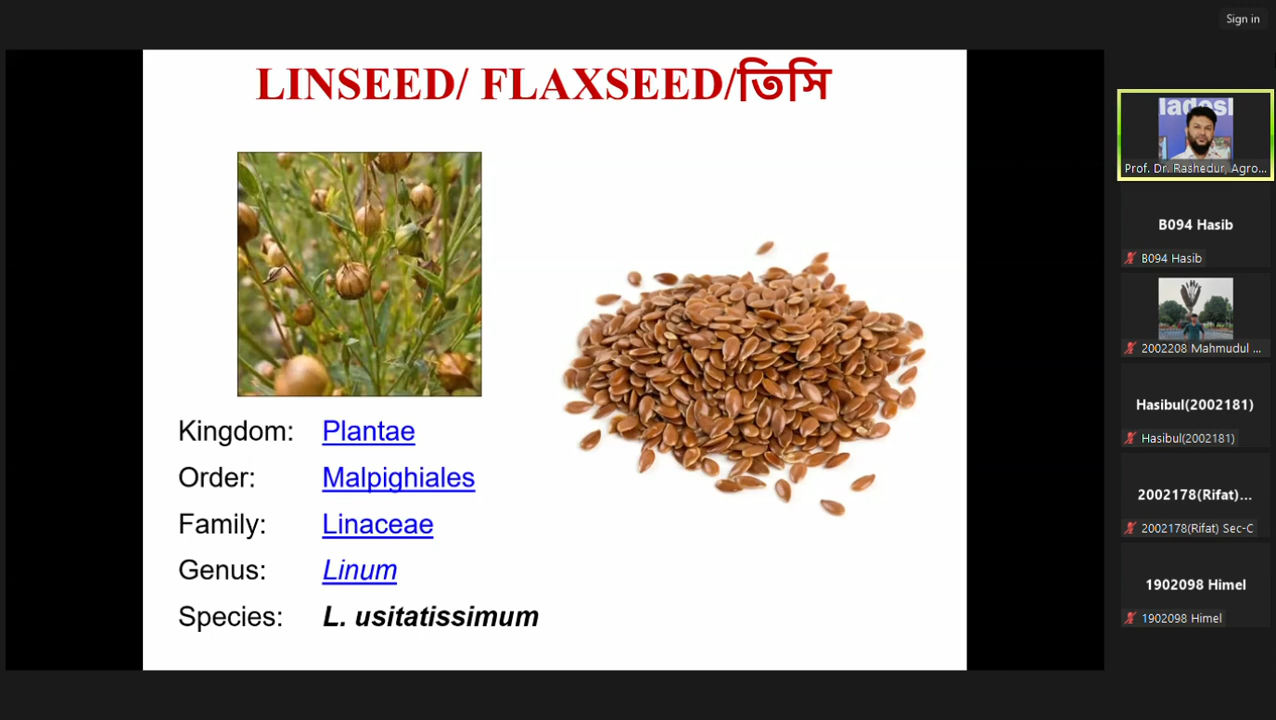 Sign in
LINSEED/ FLAXSEED/তিসি
Kingdom: Plantae
Order: Malpighiales
Family: Linaceae
Genus: Linum
Species: L. usitatissimum
Prof. Dr. Rashedur, Agro...
B094 Hasib
B094 Hasib
2002208 Mahmudul ...
Hasibul(2002181)
Hasibul(2002181)
2002178(Rifat)...
2002178(Rifat) Sec-C
1902098 Himel
1902098 Himel